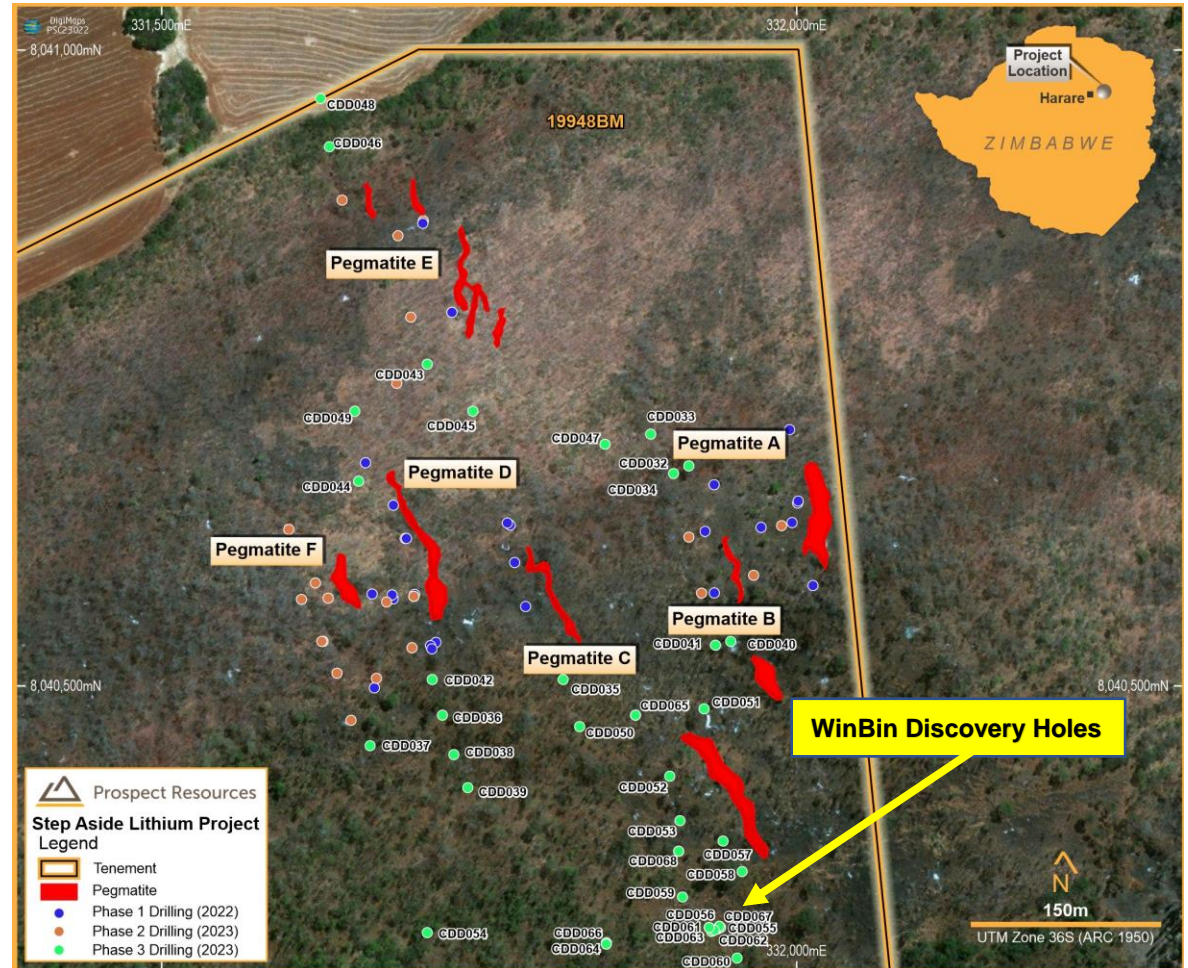 DigiMaps
PSC23022
331,500mE
332,000mE
8,041,000mN
Project
Location
Harare
ZIMBABWE
CDD048
19948BM
CDD046
Pegmatite E
CDD043
CDD049
CDD045
CDD033
CDD047
Pegmatite A
CDD032
CDD034
Pegmatite D
CDD044
Pegmatite F
Pegmatite B
CDD041
CDD040
Pegmatite C
CDD042
CDD035
8,040,500mN
8,040,500mN
CDD036
CDD065
CDD051
CDD050
WinBin Discovery Holes
CDD037
CDD038
CDD039
CDD052
CDD053
CDD057
CDD068
CDD058
CDD059
CDD056
CDD067
CDD061
CDD055
CDD063
CDD062
CDD054
CDD066
CDD064
CDD060
332,000mE
Prospect Resources
Step Aside Lithium Project
Legend
Tenement
Pegmatite
Phase 1 Drilling (2022)
Phase 2 Drilling (2023)
Phase 3 Drilling (2023)
N
150m
UTM Zone 36S (ARC 1950)